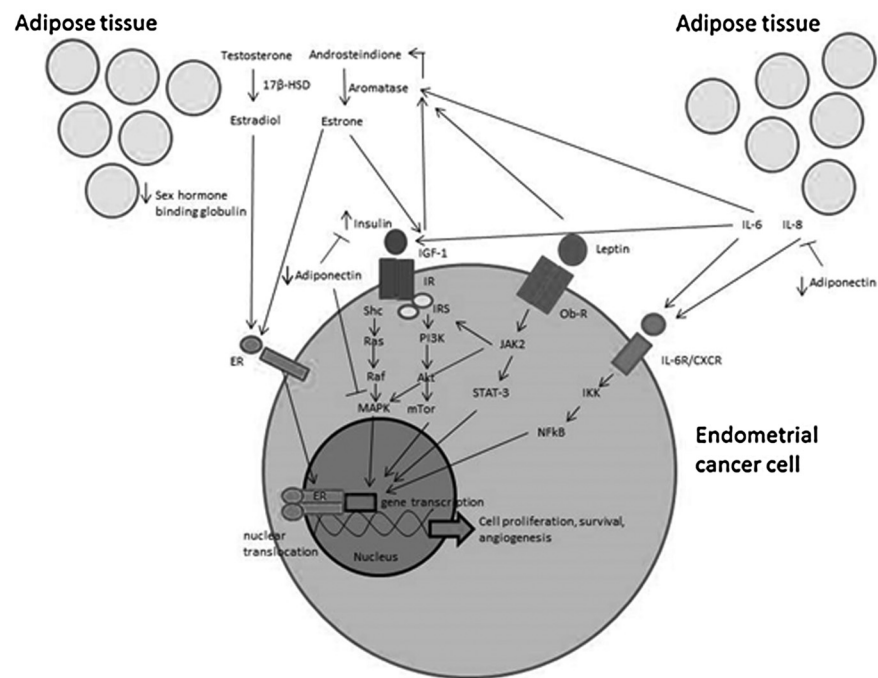 Adipose tissue
Adipose tissue
Testosterone
Androsteindione
17β-HSD
Aromatase
Estradiol
Estrone
Sex hormone
binding globulin
Insulin
IGF-1
IL-6
IL-8
Leptin
Adiponectin
Adiponectin
IR
IRS
Shc
Ob-R
Ras
PI3K
JAK2
ER
IL-6R/CXCR
Raf
Akt
STAT-3
IKK
MAPK
mTor
NFkB
Endometrial
cancer cell
ER
gene transcription
nuclear
translocation
Nucleus
Cell proliferation, survival,
angiogenesis